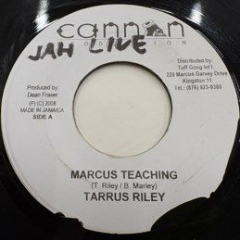 cannon
PRODUCTION
JAH LIVE
Produced by
Dean Fraser
(P) (C) 2008
MADE IN JAMAICA
SIDE A
Distributed by:
Tuff Gong Int'l.
220 Marcus Garvey Drive
Kingston 11
Tel: (876) 923-9380
MARCUS TEACHING
(T. Riley / B. Marley)
TARRUS RILEY